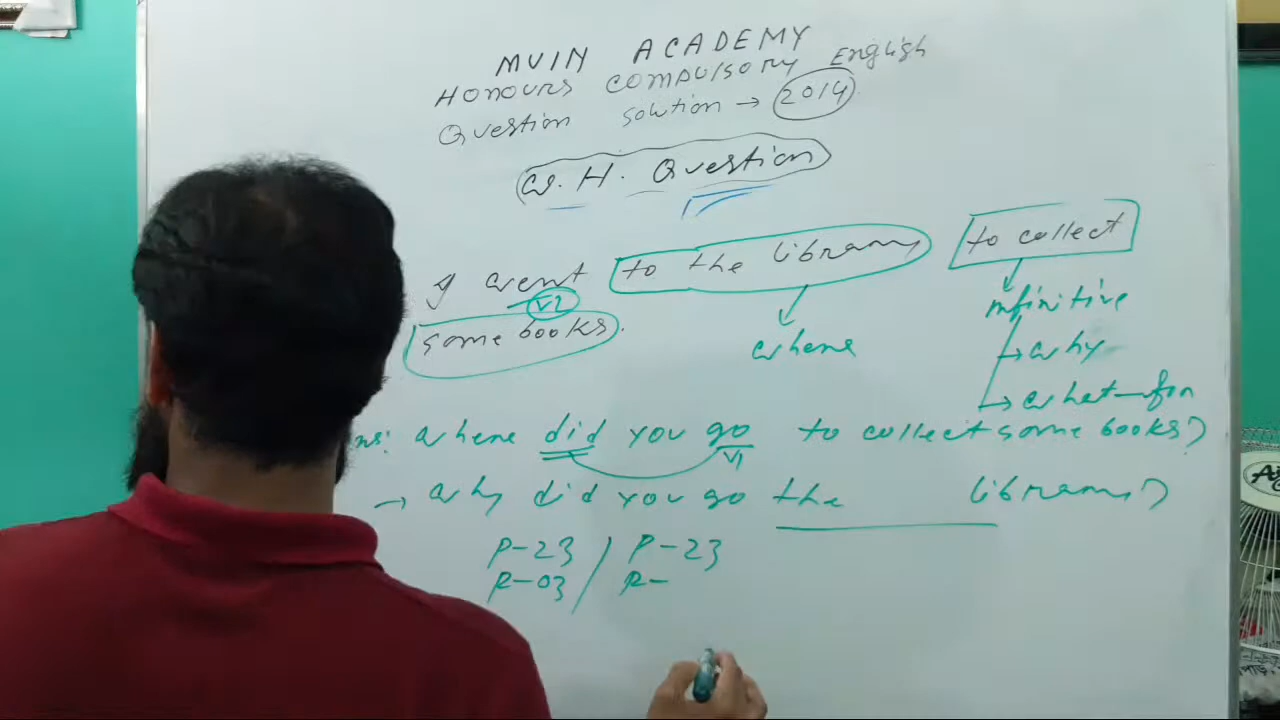 MUIN ACADEMY
HONOURS COMPULSORY English
Question solution → 2014
W. H. Question
I went to the library to collect
V2
some books.
where
infinitive
→ why
→ what-for
ns: where did you go to collect some books?
V1
→ why did you go the library?
P-23 / P-23
R-03 / R-